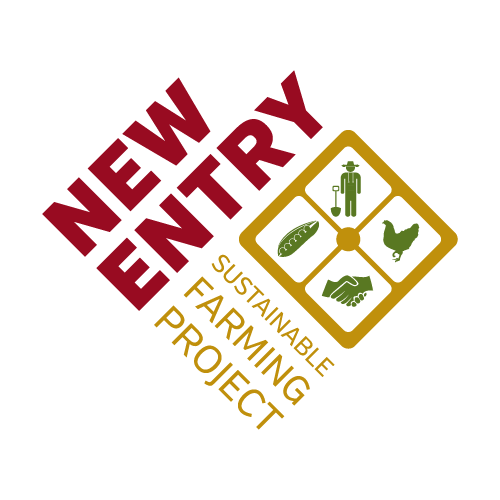 NEW
ENTRY
SUSTAINABLE
FARMING
PROJECT